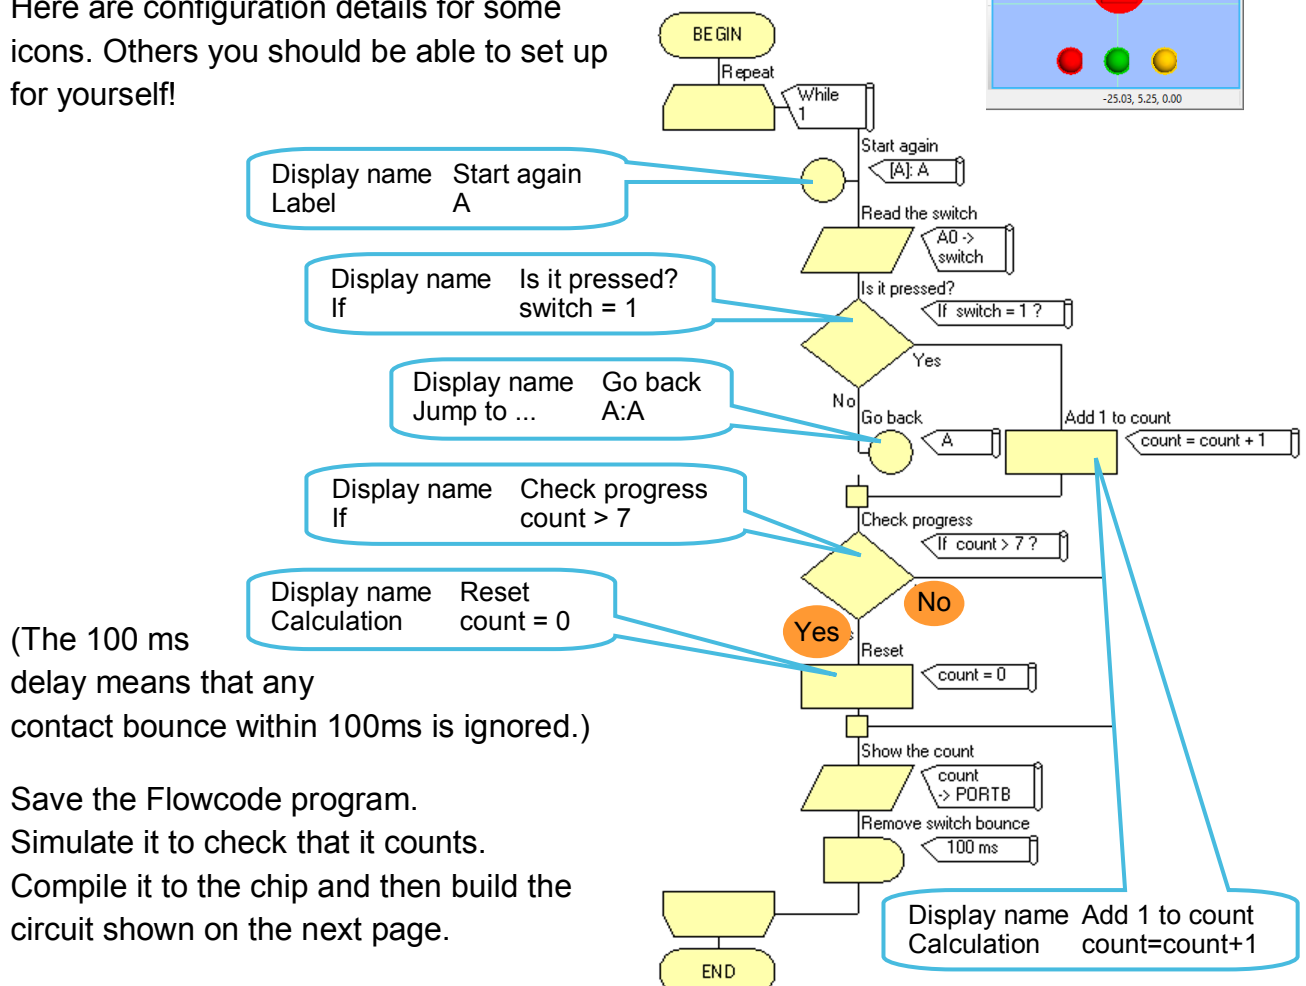 Here are configuration details for some
icons. Others you should be able to set up
for yourself!
-25.03, 5.25, 0.00
BEGIN
Repeat
While
1
Start again
[A]: A
Display name Start again
Label A
Read the switch
A0 ->
switch
Is it pressed?
If switch = 1 ?
Display name Is it pressed?
If switch = 1
Yes
No
Display name Go back
Jump to ... A:A
Go back
A
Add 1 to count
count = count + 1
Display name Check progress
If count > 7
Check progress
If count > 7 ?
No
Yes
Display name Reset
Calculation count = 0
Reset
count = 0
(The 100 ms
delay means that any
contact bounce within 100ms is ignored.)
Show the count
count
-> PORTB
Remove switch bounce
100 ms
Save the Flowcode program.
Simulate it to check that it counts.
Compile it to the chip and then build the
circuit shown on the next page.
Display name Add 1 to count
Calculation count=count+1
END